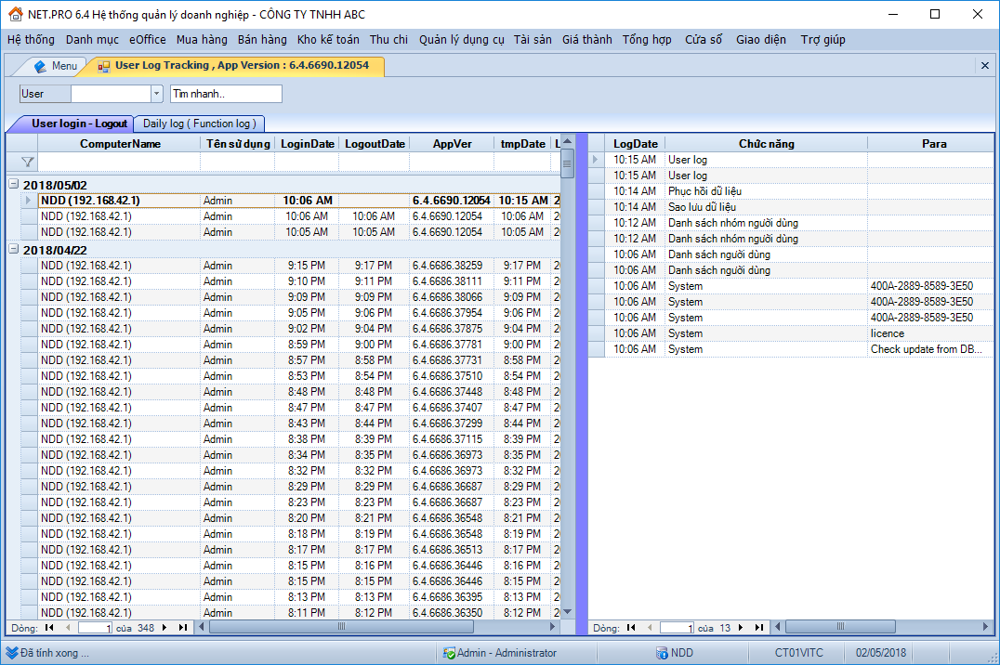 NET.PRO 6.4 Hệ thống quản lý doanh nghiệp - CÔNG TY TNHH ABC
Hệ thống Danh mục eOffice Mua hàng Bán hàng Kho kế toán Thu chi Quản lý dụng cụ Tài sản Giá thành Tổng hợp Cửa sổ Giao diện Trợ giúp
Menu User Log Tracking , App Version : 6.4.6690.12054
User Tìm nhanh..
User login - Logout Daily log ( Function log )
ComputerName Tên sử dụng LoginDate LogoutDate AppVer tmpDate L
2018/05/02
NDD (192.168.42.1) Admin 10:06 AM 6.4.6690.12054 10:15 AM 2
NDD (192.168.42.1) Admin 10:06 AM 10:06 AM 6.4.6690.12054 10:06 AM 2
NDD (192.168.42.1) Admin 10:05 AM 10:05 AM 6.4.6690.12054 10:05 AM 2
2018/04/22
NDD (192.168.42.1) Admin 9:15 PM 9:17 PM 6.4.6686.38259 9:17 PM 2
NDD (192.168.42.1) Admin 9:10 PM 9:11 PM 6.4.6686.38111 9:11 PM 2
NDD (192.168.42.1) Admin 9:09 PM 9:09 PM 6.4.6686.38066 9:09 PM 2
NDD (192.168.42.1) Admin 9:05 PM 9:06 PM 6.4.6686.37954 9:06 PM 2
NDD (192.168.42.1) Admin 9:02 PM 9:04 PM 6.4.6686.37875 9:04 PM 2
NDD (192.168.42.1) Admin 8:59 PM 9:00 PM 6.4.6686.37781 9:00 PM 2
NDD (192.168.42.1) Admin 8:57 PM 8:58 PM 6.4.6686.37731 8:58 PM 2
NDD (192.168.42.1) Admin 8:53 PM 8:54 PM 6.4.6686.37510 8:54 PM 2
NDD (192.168.42.1) Admin 8:48 PM 8:48 PM 6.4.6686.37448 8:48 PM 2
NDD (192.168.42.1) Admin 8:47 PM 8:47 PM 6.4.6686.37407 8:47 PM 2
NDD (192.168.42.1) Admin 8:43 PM 8:44 PM 6.4.6686.37299 8:44 PM 2
NDD (192.168.42.1) Admin 8:38 PM 8:39 PM 6.4.6686.37115 8:39 PM 2
NDD (192.168.42.1) Admin 8:34 PM 8:35 PM 6.4.6686.36973 8:35 PM 2
NDD (192.168.42.1) Admin 8:32 PM 8:32 PM 6.4.6686.36973 8:32 PM 2
NDD (192.168.42.1) Admin 8:29 PM 8:29 PM 6.4.6686.36687 8:29 PM 2
NDD (192.168.42.1) Admin 8:23 PM 8:23 PM 6.4.6686.36687 8:23 PM 2
NDD (192.168.42.1) Admin 8:20 PM 8:21 PM 6.4.6686.36548 8:21 PM 2
NDD (192.168.42.1) Admin 8:18 PM 8:19 PM 6.4.6686.36548 8:19 PM 2
NDD (192.168.42.1) Admin 8:17 PM 8:17 PM 6.4.6686.36513 8:17 PM 2
NDD (192.168.42.1) Admin 8:15 PM 8:16 PM 6.4.6686.36446 8:16 PM 2
NDD (192.168.42.1) Admin 8:15 PM 8:15 PM 6.4.6686.36446 8:15 PM 2
NDD (192.168.42.1) Admin 8:13 PM 8:13 PM 6.4.6686.36395 8:13 PM 2
NDD (192.168.42.1) Admin 8:11 PM 8:12 PM 6.4.6686.36350 8:12 PM 2
Dòng: 1 của 348
LogDate Chức năng Para
10:15 AM User log
10:15 AM User log
10:14 AM Phục hồi dữ liệu
10:14 AM Sao lưu dữ liệu
10:12 AM Danh sách nhóm người dùng
10:12 AM Danh sách nhóm người dùng
10:06 AM Danh sách người dùng
10:06 AM Danh sách người dùng
10:06 AM System 400A-2889-8589-3E50
10:06 AM System 400A-2889-8589-3E50
10:06 AM System 400A-2889-8589-3E50
10:06 AM System licence
10:06 AM System Check update from DB...
Dòng: 1 của 13
Đã tính xong ... Admin - Administrator NDD CT01VITC 02/05/2018